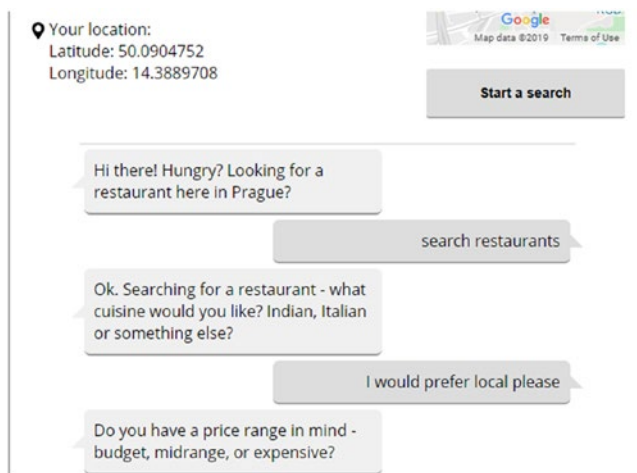 Your location:
Latitude: 50.0904752
Longitude: 14.3889708
Google
Map data ©2019 Terms of Use
Start a search
Hi there! Hungry? Looking for a
restaurant here in Prague?
search restaurants
Ok. Searching for a restaurant - what
cuisine would you like? Indian, Italian
or something else?
I would prefer local please
Do you have a price range in mind -
budget, midrange, or expensive?